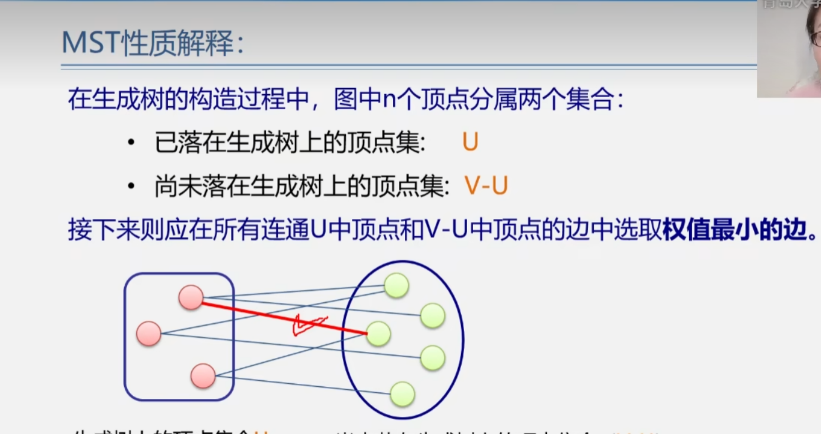 MST性质解释：
在生成树的构造过程中，图中n个顶点分属两个集合：
• 已落在生成树上的顶点集： U
• 尚未落在生成树上的顶点集：V-U
接下来则应在所有连通U中顶点和V-U中顶点的边中选取权值最小的边。